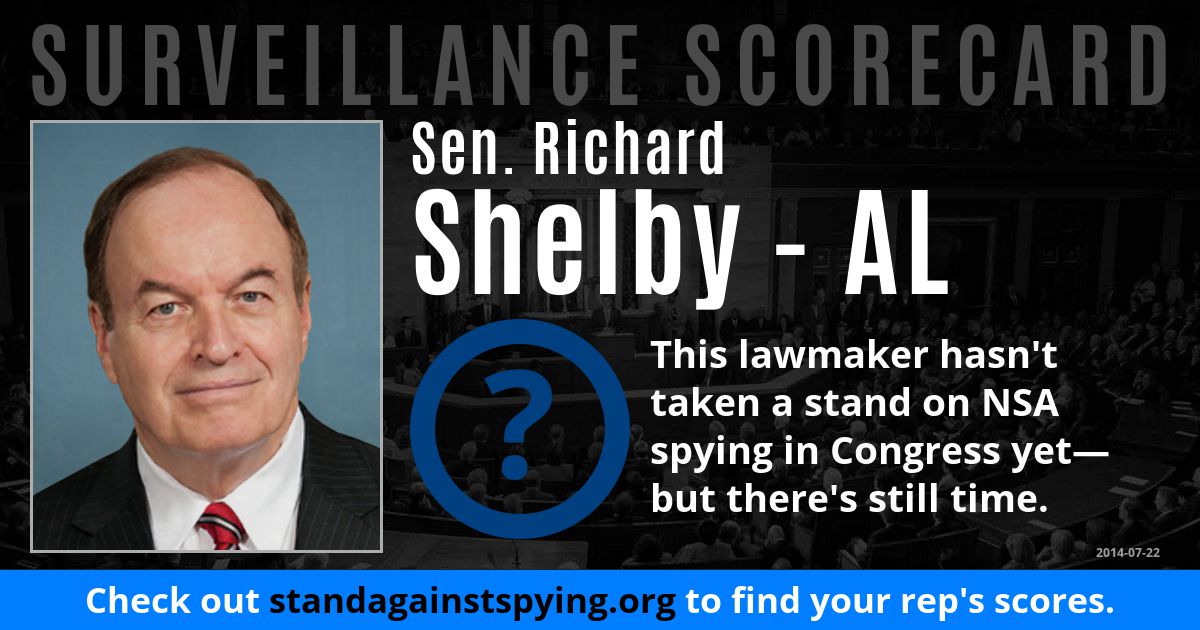 SURVEILLANCE SCORECARD
Sen. Richard
Shelby - AL
?
This lawmaker hasn't
taken a stand on NSA
spying in Congress yet—
but there's still time.
2014-07-22
Check out standagainstspying.org to find your rep's scores.